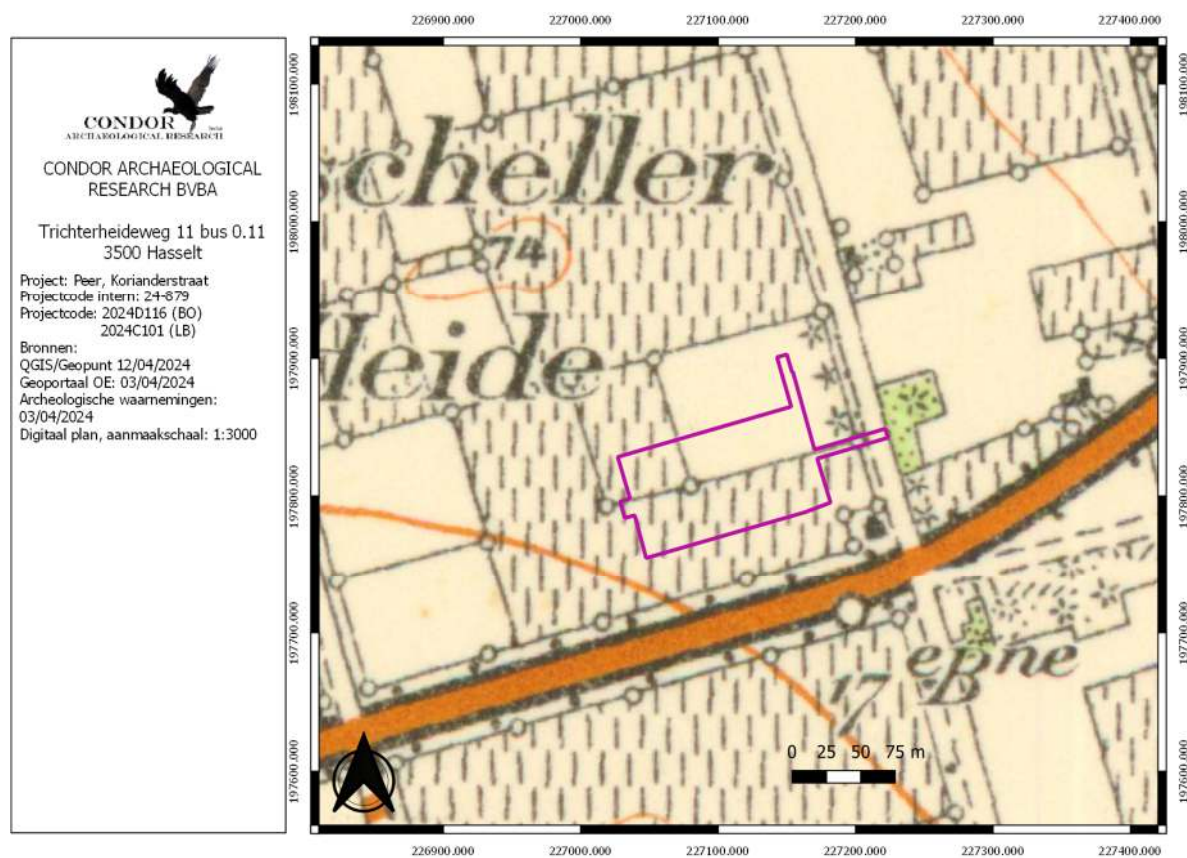 CONDOR
ARCHAEOLOGICAL RESEARCH
CONDOR ARCHAEOLOGICAL
RESEARCH BVBA
Trichterheideweg 11 bus 0.11
3500 Hasselt
Project: Peer, Korianderstraat
Projectcode intern: 24-879
Projectcode: 2024D116 (BO)
2024C101 (LB)
Bronnen:
QGIS/Geopunt 12/04/2024
Geoportaal OE: 03/04/2024
Archeologische waarnemingen:
03/04/2024
Digitaal plan, aanmaakschaal: 1:3000
226900.000 227000.000 227100.000 227200.000 227300.000 227400.000
198100.000 198100.000
198000.000 198000.000
197900.000 197900.000
197800.000 197800.000
197700.000 197700.000
197600.000 197600.000
scheller
74
Heide
epne
17 B
0 25 50 75 m
226900.000 227000.000 227100.000 227200.000 227300.000 227400.000